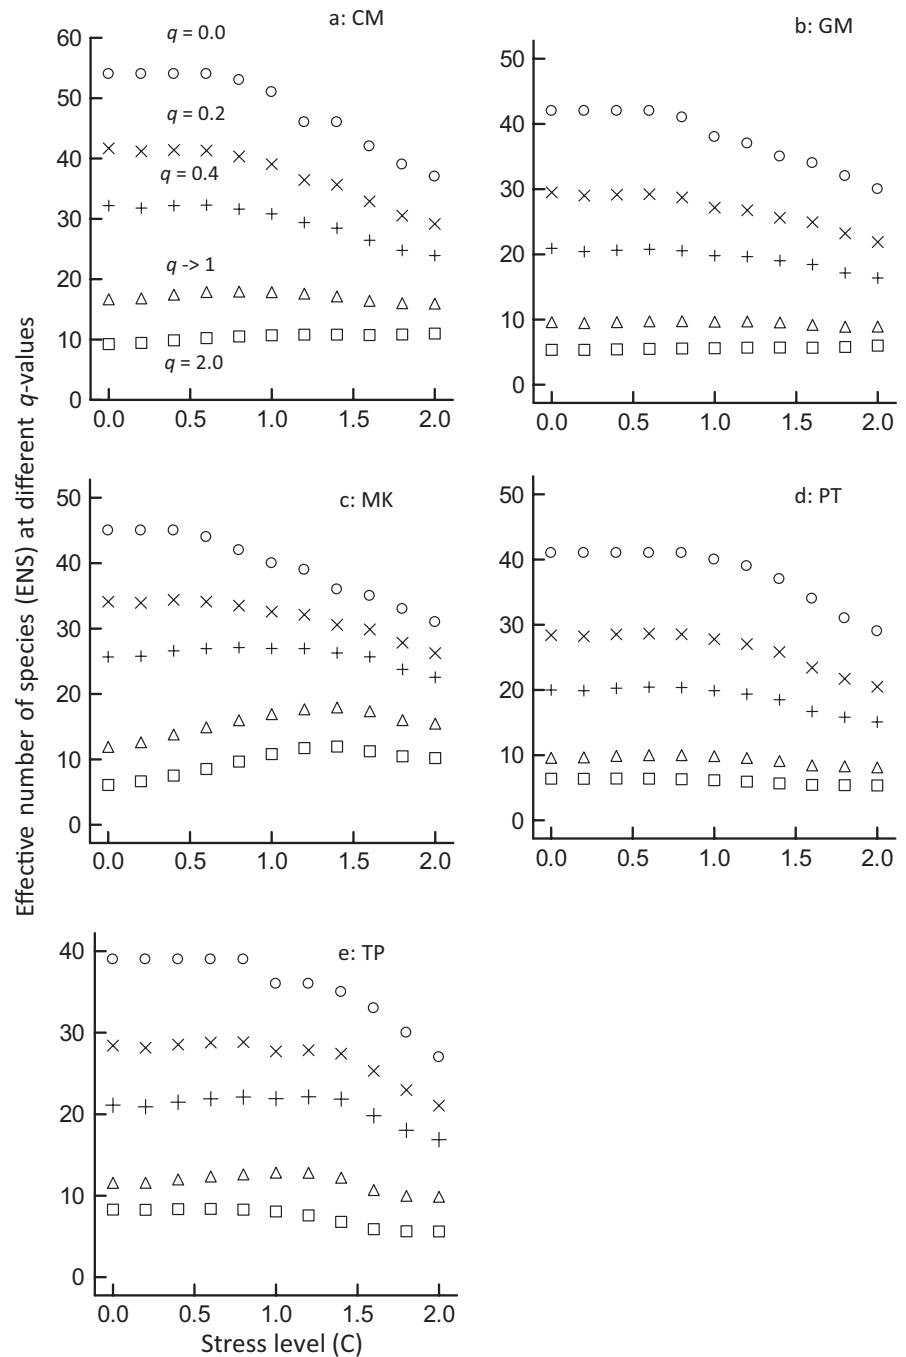 a: CM
q = 0.0
q = 0.2
q = 0.4
q -> 1
q = 2.0
60
50
40
30
20
10
0
0.0 0.5 1.0 1.5 2.0
b: GM
50
40
30
20
10
0
0.0 0.5 1.0 1.5 2.0
c: MK
50
40
30
20
10
0
0.0 0.5 1.0 1.5 2.0
d: PT
50
40
30
20
10
0
0.0 0.5 1.0 1.5 2.0
e: TP
40
30
20
10
0
0.0 0.5 1.0 1.5 2.0
Stress level (C)
Effective number of species (ENS) at different q-values